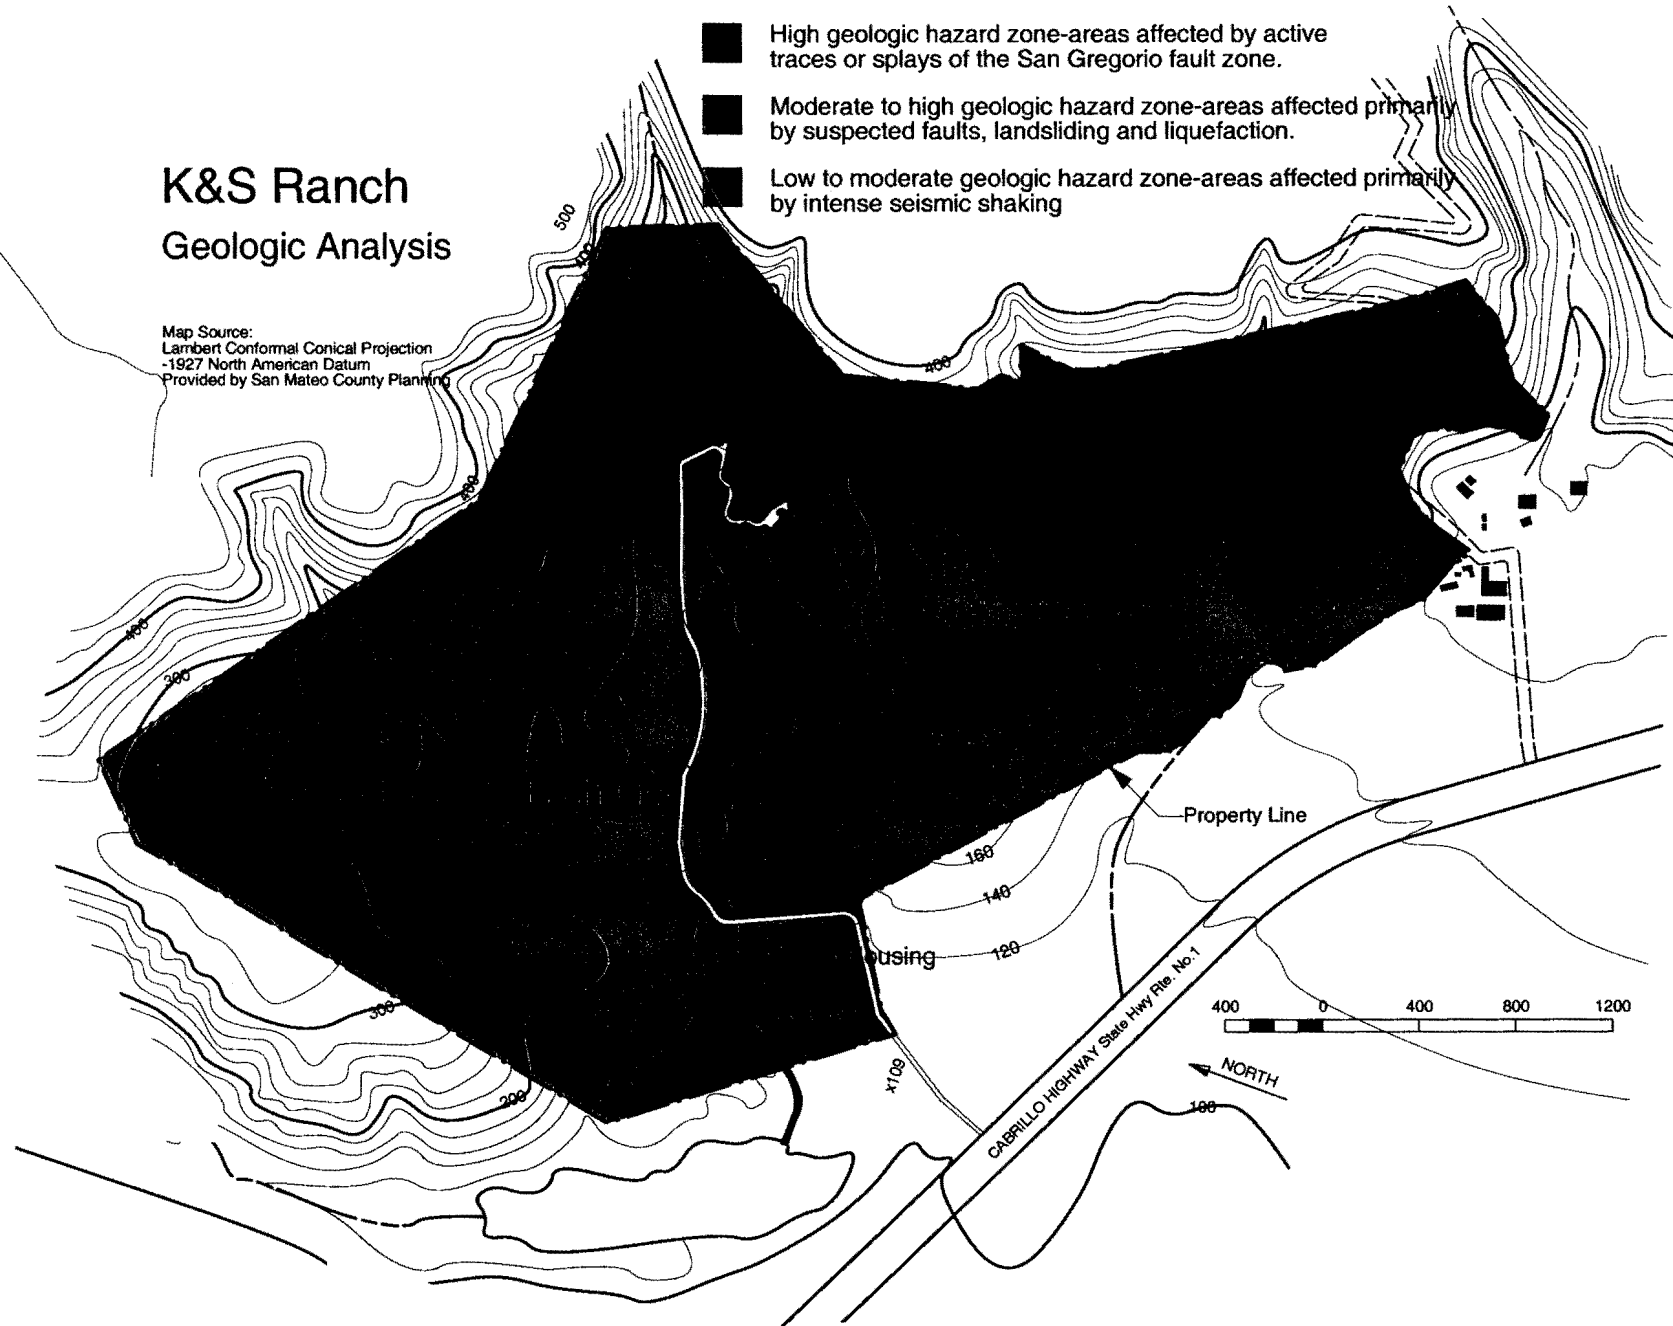 High geologic hazard zone-areas affected by active
traces or splays of the San Gregorio fault zone.
Moderate to high geologic hazard zone-areas affected primarily
by suspected faults, landsliding and liquefaction.
Low to moderate geologic hazard zone-areas affected primarily
by intense seismic shaking
K&S Ranch
Geologic Analysis
Map Source:
Lambert Conformal Conical Projection
-1927 North American Datum
Provided by San Mateo County Planning
500
400
400
400
400
300
Property Line
160
140
120
ousing
300
200
x109
CABRILLO HIGHWAY State Hwy Rte. No.1
400 0 400 800 1200
NORTH
100